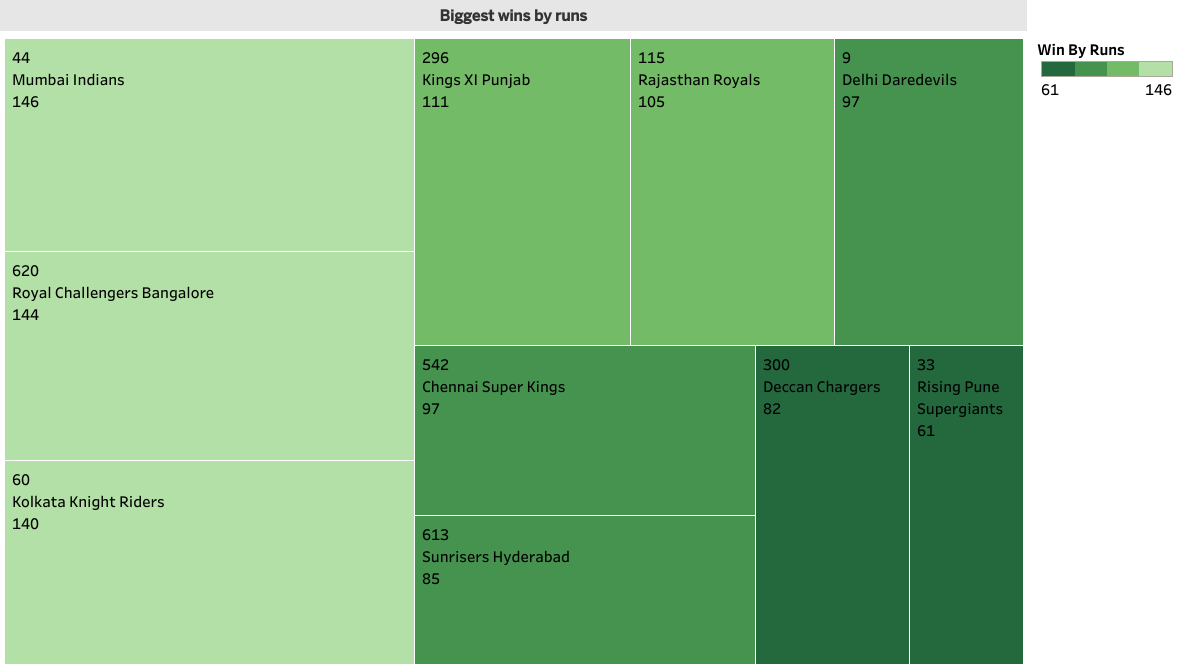 Biggest wins by runs
44
Mumbai Indians
146
620
Royal Challengers Bangalore
144
60
Kolkata Knight Riders
140
296
Kings XI Punjab
111
115
Rajasthan Royals
105
9
Delhi Daredevils
97
542
Chennai Super Kings
97
613
Sunrisers Hyderabad
85
300
Deccan Chargers
82
33
Rising Pune
Supergiants
61
Win By Runs
61 146